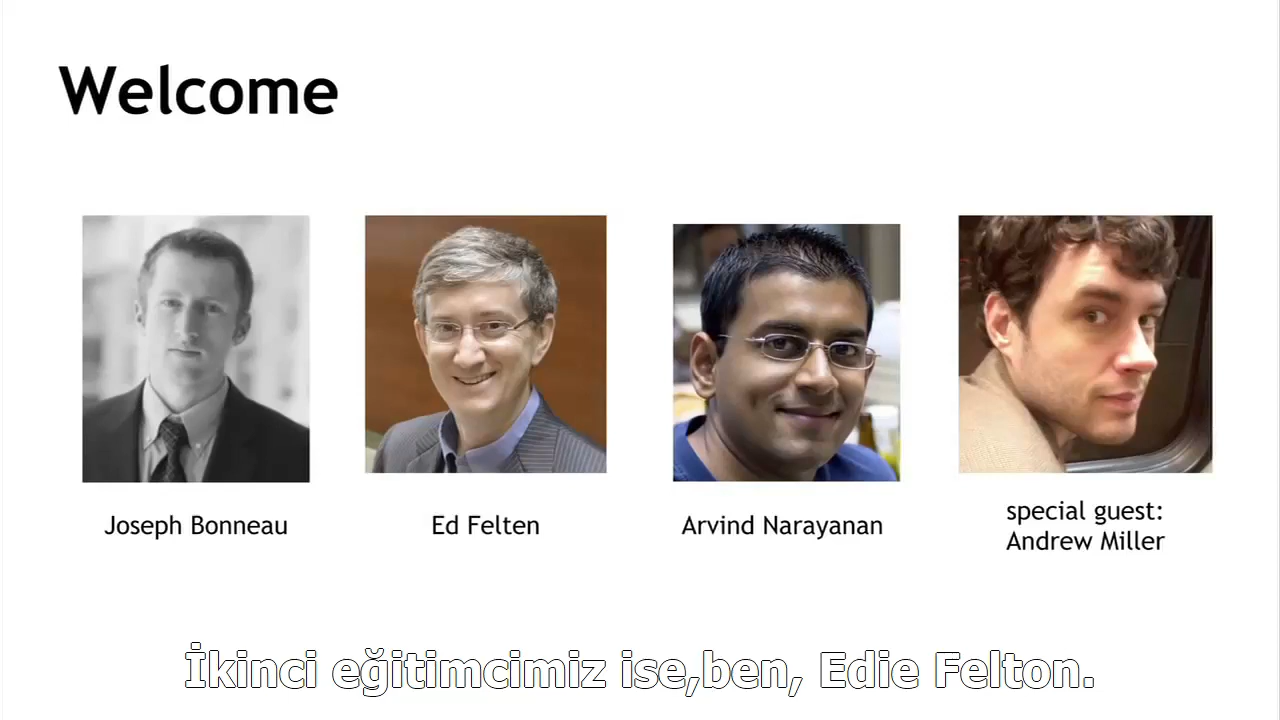 Welcome
Joseph Bonneau
Ed Felten
Arvind Narayanan
special guest:
Andrew Miller
İkinci eğitimcimiz ise,ben, Edie Felton.